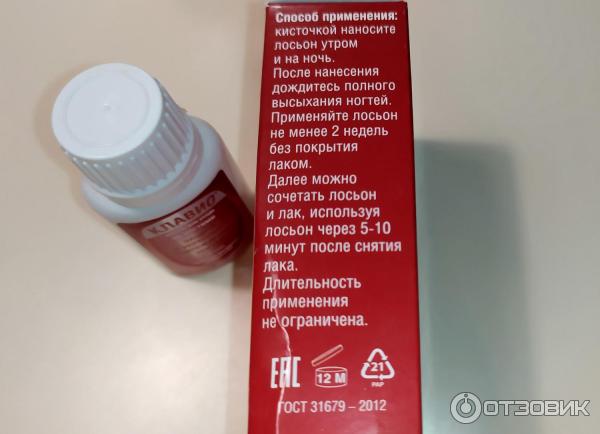 Способ применения:
кисточкой наносите
лосьон утром
и на ночь.
После нанесения
дождитесь полного
высыхания ногтей.
Применяйте лосьон
не менее 2 недель
без покрытия
лаком.
Далее можно
сочетать лосьон
и лак, используя
лосьон через 5-10
минут после снятия
лака.
Длительность
применения
не ограничена.
EAC
12 M
21
PAP
ГОСТ 31679 – 2012
КЛАВИО
ОТЗОВИК